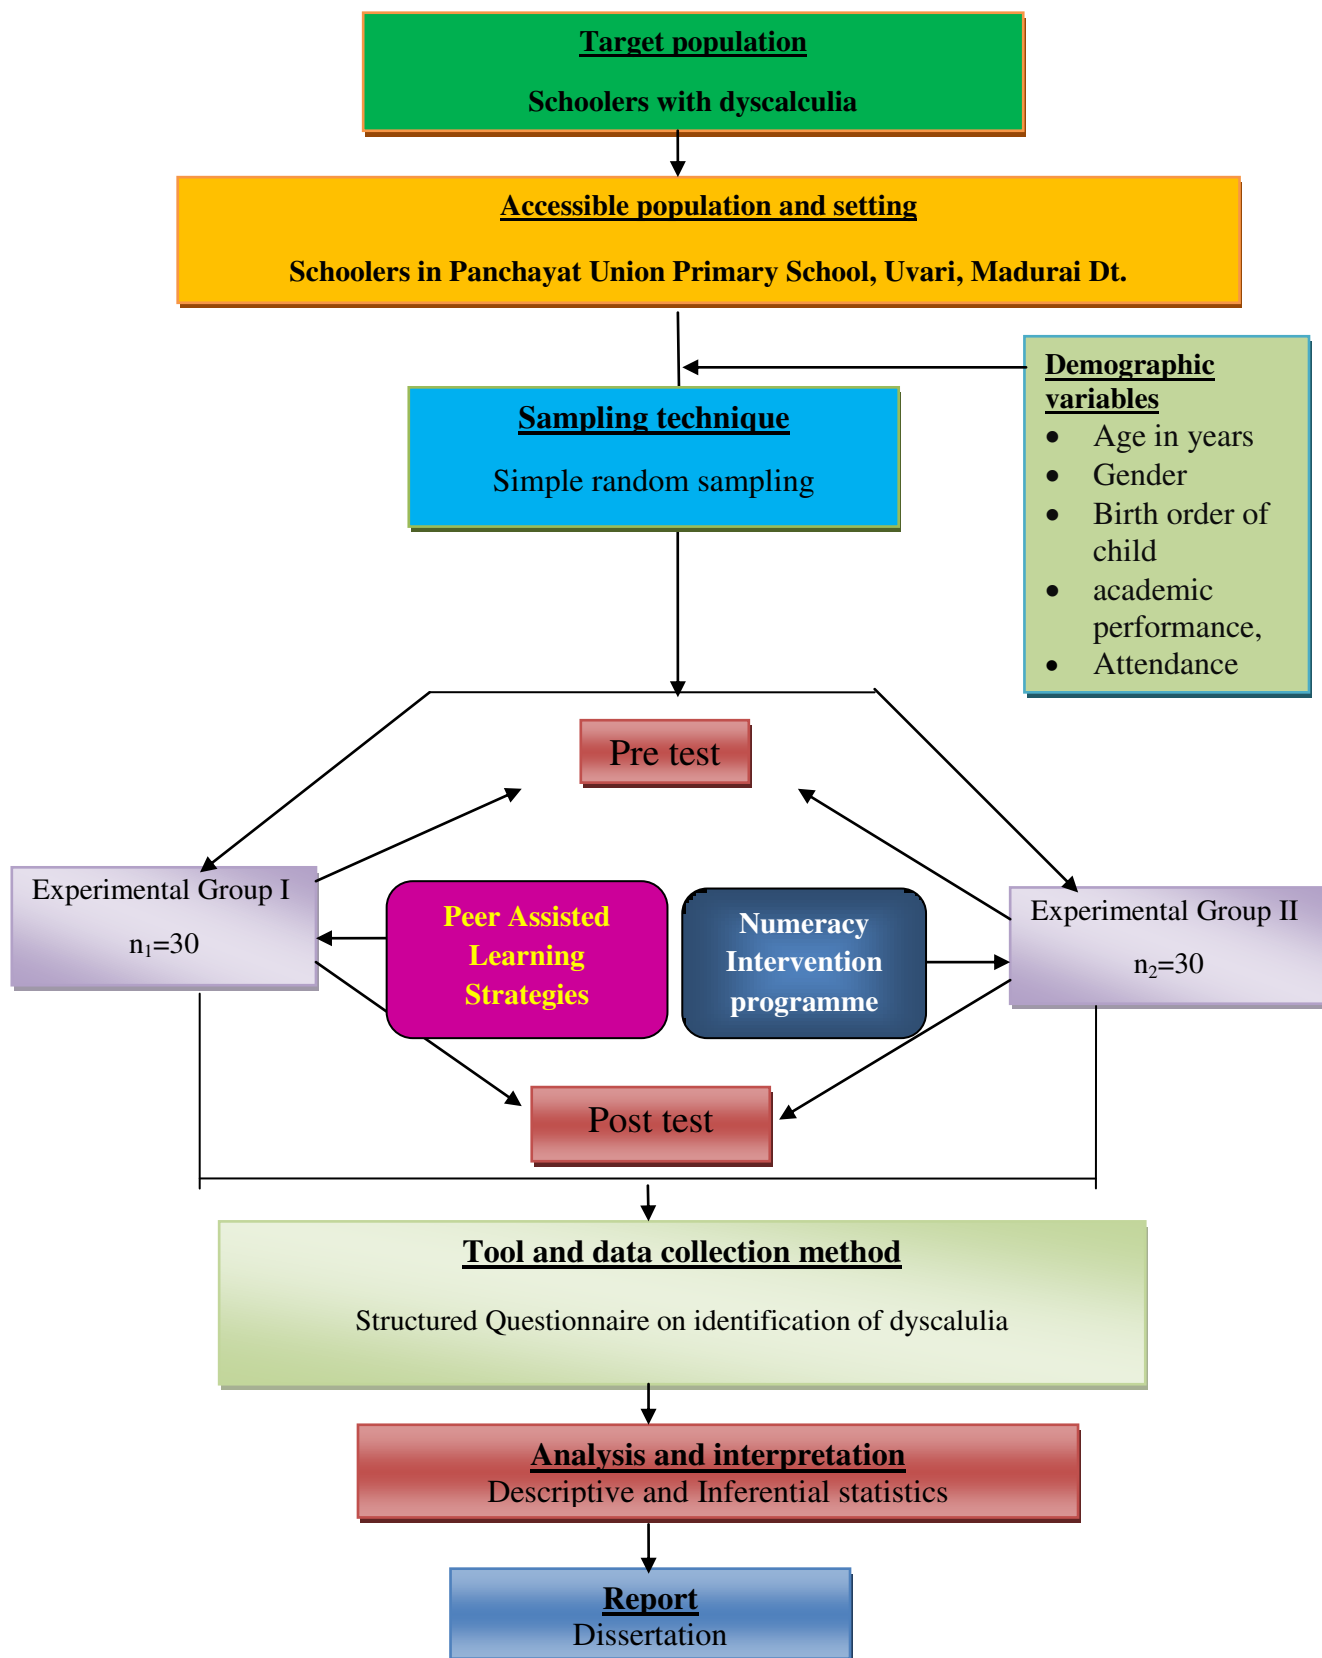 Target population
Schoolers with dyscalculia
Accessible population and setting
Schoolers in Panchayat Union Primary School, Uvari, Madurai Dt.
Demographic
variables
• Age in years
• Gender
• Birth order of
child
• academic
performance,
• Attendance
Sampling technique
Simple random sampling
Pre test
Experimental Group I
n₁=30
Peer Assisted
Learning
Strategies
Numeracy
Intervention
programme
Experimental Group II
n₂=30
Post test
Tool and data collection method
Structured Questionnaire on identification of dyscalulia
Analysis and interpretation
Descriptive and Inferential statistics
Report
Dissertation